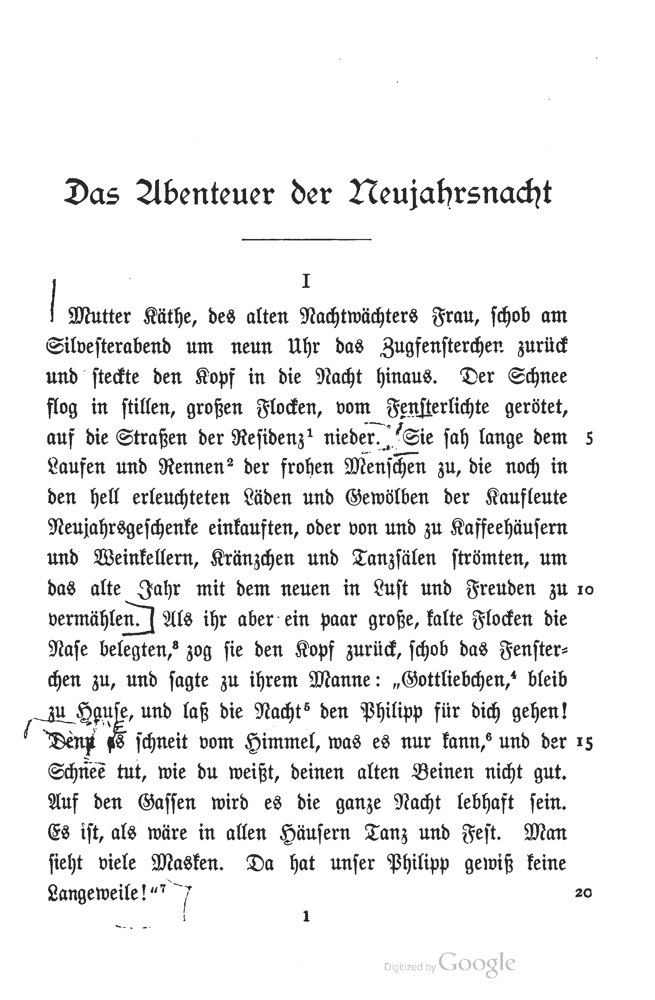 Das Abenteuer der Neujahrsnacht
I
Mutter Käthe, des alten Nachtwächters Frau, schob am
Silvesterabend um neun Uhr das Zugfensterchen zurück
und steckte den Kopf in die Nacht hinaus. Der Schnee
flog in stillen, großen Flocken, vom Fensterlichte gerötet,
auf die Straßen der Residenz¹ nieder. Sie sah lange dem 5
Laufen und Rennen² der frohen Menschen zu, die noch in
den hell erleuchteten Läden und Gewölben der Kaufleute
Neujahrsgeschenke einkauften, oder von und zu Kaffeehäusern
und Weinkellern, Kränzchen und Tanzsälen strömten, um
das alte Jahr mit dem neuen in Lust und Freuden zu 10
vermählen. Als ihr aber ein paar große, kalte Flocken die
Nase belegten,³ zog sie den Kopf zurück, schob das Fenster=
chen zu, und sagte zu ihrem Manne: „Gottliebchen,⁴ bleib
zu Hause, und laß die Nacht⁵ den Philipp für dich gehen!
Denn es schneit vom Himmel, was es nur kann,⁶ und der 15
Schnee tut, wie du weißt, deinen alten Beinen nicht gut.
Auf den Gassen wird es die ganze Nacht lebhaft sein.
Es ist, als wäre in allen Häusern Tanz und Fest. Man
sieht viele Masken. Da hat unser Philipp gewiß keine
Langeweile!“⁷ 20
1
Digitized by Google